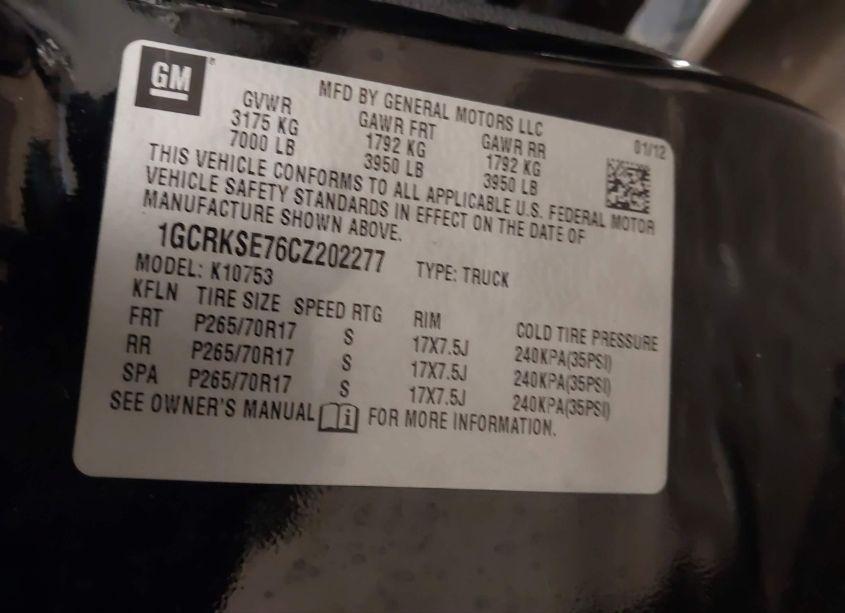 GM
MFD BY GENERAL MOTORS LLC
01/12
GVWR GAWR FRT GAWR RR
3175 KG 1792 KG 1792 KG
7000 LB 3950 LB 3950 LB
THIS VEHICLE CONFORMS TO ALL APPLICABLE U.S. FEDERAL MOTOR
VEHICLE SAFETY STANDARDS IN EFFECT ON THE DATE OF
MANUFACTURE SHOWN ABOVE.
1GCRKSE76CZ202277 TYPE: TRUCK
MODEL: K10753
KFLN TIRE SIZE SPEED RTG RIM COLD TIRE PRESSURE
FRT P265/70R17 S 17X7.5J 240KPA(35PSI)
RR P265/70R17 S 17X7.5J 240KPA(35PSI)
SPA P265/70R17 S 17X7.5J 240KPA(35PSI)
SEE OWNER'S MANUAL i FOR MORE INFORMATION.